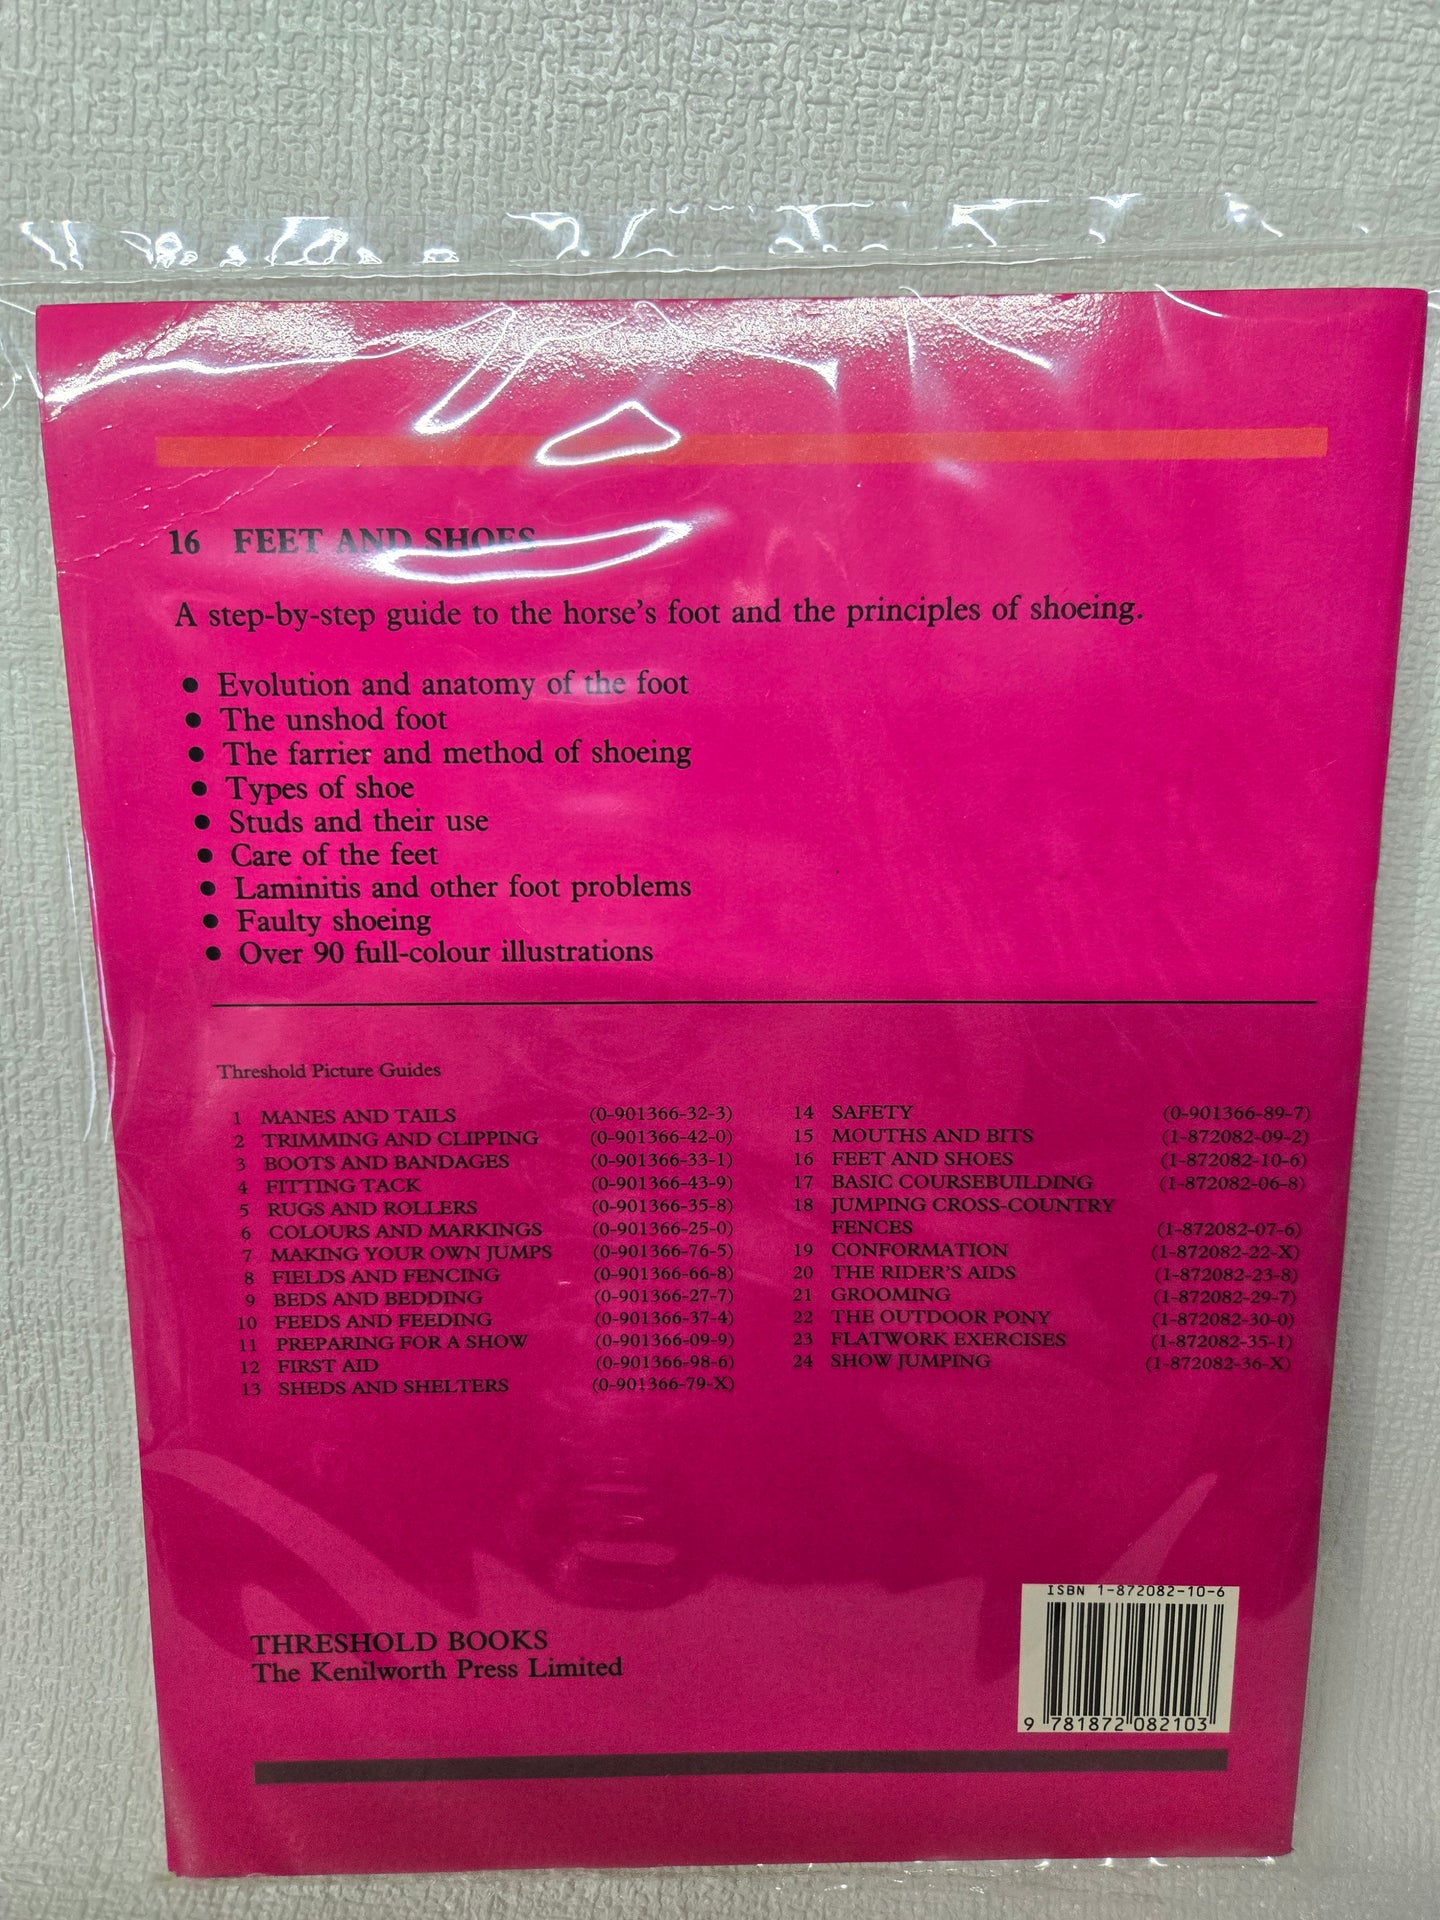 16 FEET AND SHOES
A step-by-step guide to the horse's foot and the principles of shoeing.
● Evolution and anatomy of the foot
● The unshod foot
● The farrier and method of shoeing
● Types of shoe
● Studs and their use
● Care of the feet
● Laminitis and other foot problems
● Faulty shoeing
● Over 90 full-colour illustrations
Threshold Picture Guides
1 MANES AND TAILS (0-901366-32-3)
2 TRIMMING AND CLIPPING (0-901366-42-0)
3 BOOTS AND BANDAGES (0-901366-33-1)
4 FITTING TACK (0-901366-43-9)
5 RUGS AND ROLLERS (0-901366-35-8)
6 COLOURS AND MARKINGS (0-901366-25-0)
7 MAKING YOUR OWN JUMPS (0-901366-76-5)
8 FIELDS AND FENCING (0-901366-66-8)
9 BEDS AND BEDDING (0-901366-27-7)
10 FEEDS AND FEEDING (0-901366-37-4)
11 PREPARING FOR A SHOW (0-901366-09-9)
12 FIRST AID (0-901366-98-6)
13 SHEDS AND SHELTERS (0-901366-79-X)
14 SAFETY (0-901366-89-7)
15 MOUTHS AND BITS (1-872082-09-2)
16 FEET AND SHOES (1-872082-10-6)
17 BASIC COURSEBUILDING (1-872082-06-8)
18 JUMPING CROSS-COUNTRY
FENCES (1-872082-07-6)
19 CONFORMATION (1-872082-22-X)
20 THE RIDER'S AIDS (1-872082-23-8)
21 GROOMING (1-872082-29-7)
22 THE OUTDOOR PONY (1-872082-30-0)
23 FLATWORK EXERCISES (1-872082-35-1)
24 SHOW JUMPING (1-872082-36-X)
THRESHOLD BOOKS
The Kenilworth Press Limited
ISBN 1-872082-10-6
9 781872 082103